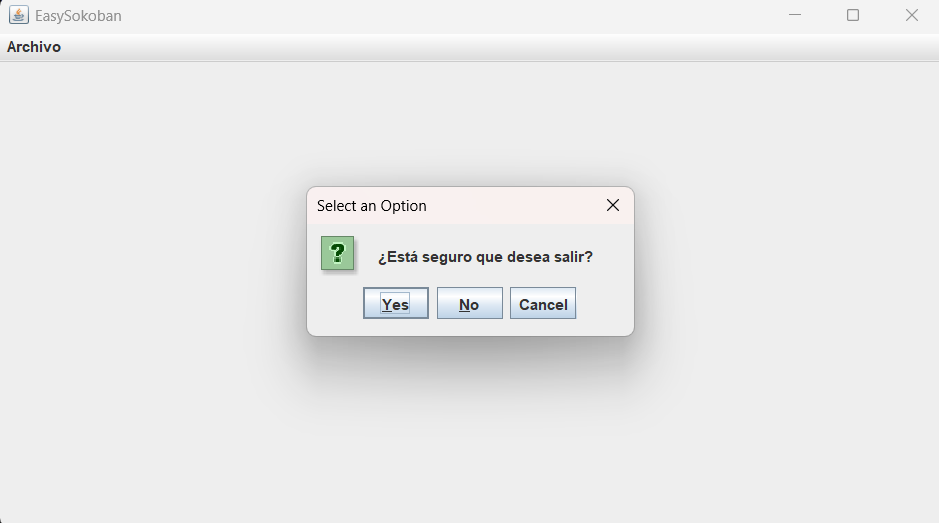 EasySokoban
Archivo
Select an Option
?
¿Está seguro que desea salir?
Yes No Cancel